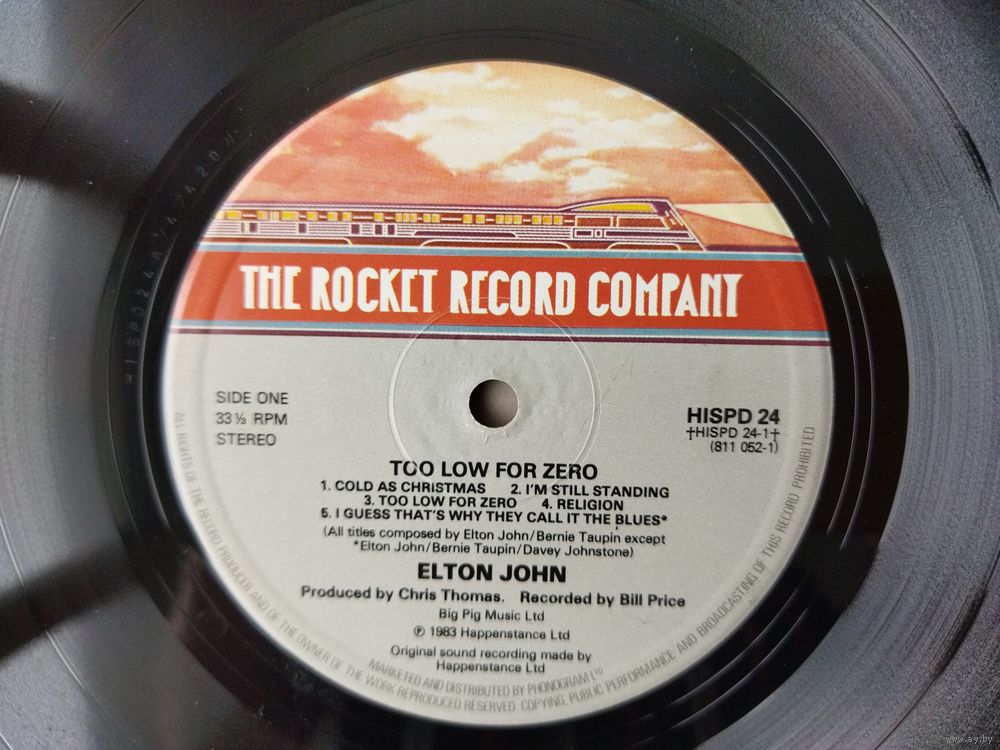 THE ROCKET RECORD COMPANY
SIDE ONE
33⅓ RPM
STEREO
HISPD 24
†HISPD 24-1†
(811 052-1)
TOO LOW FOR ZERO
1. COLD AS CHRISTMAS 2. I'M STILL STANDING
3. TOO LOW FOR ZERO 4. RELIGION
5. I GUESS THAT'S WHY THEY CALL IT THE BLUES*
(All titles composed by Elton John/Bernie Taupin except
*Elton John/Bernie Taupin/Davey Johnstone)
ELTON JOHN
Produced by Chris Thomas. Recorded by Bill Price
Big Pig Music Ltd
℗ 1983 Happenstance Ltd
Original sound recording made by
Happenstance Ltd
MARKETED AND DISTRIBUTED BY PHONOGRAM LTD
ALL RIGHTS OF THE RECORD PRODUCER AND OF THE OWNER OF THE WORK REPRODUCED RESERVED. COPYING, PUBLIC PERFORMANCE AND BROADCASTING OF THIS RECORD PROHIBITED
www.ay.by